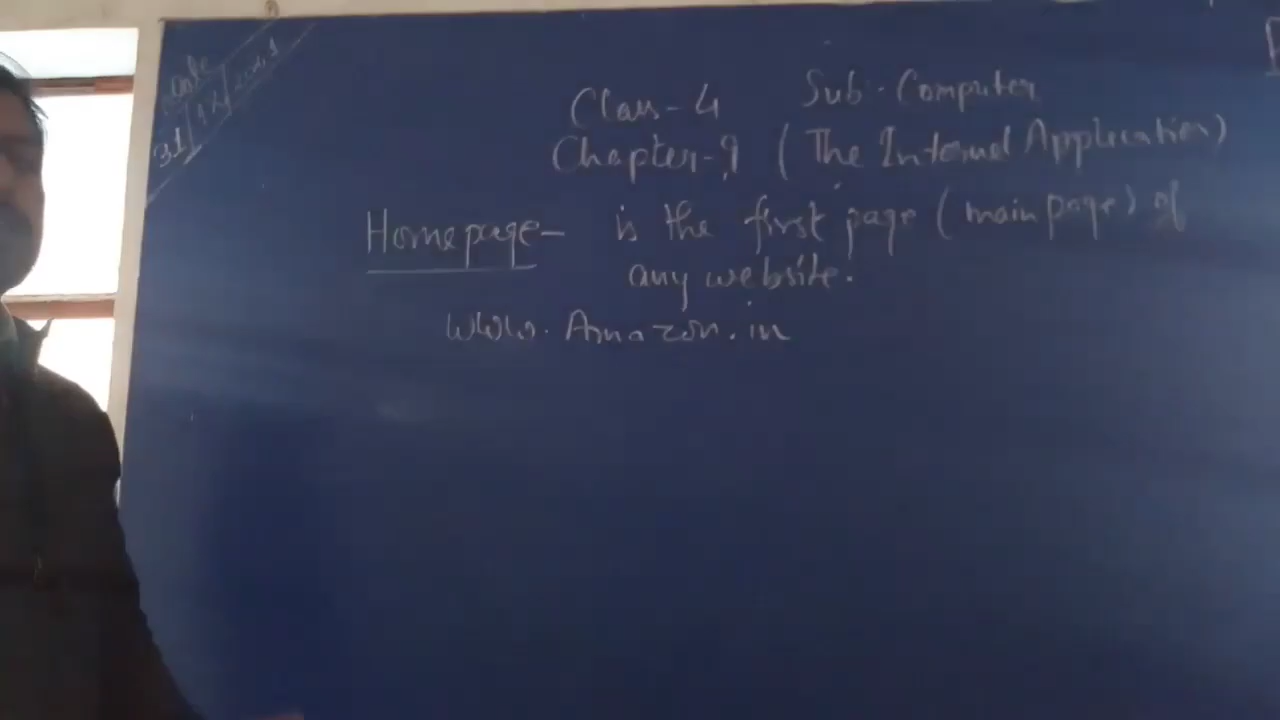 Date
31/12/2021
Class-4 Sub. Computer
Chapter-9 (The Internet Application)
Homepage- is the first page (main page) of
any website.
www.Amazon.in